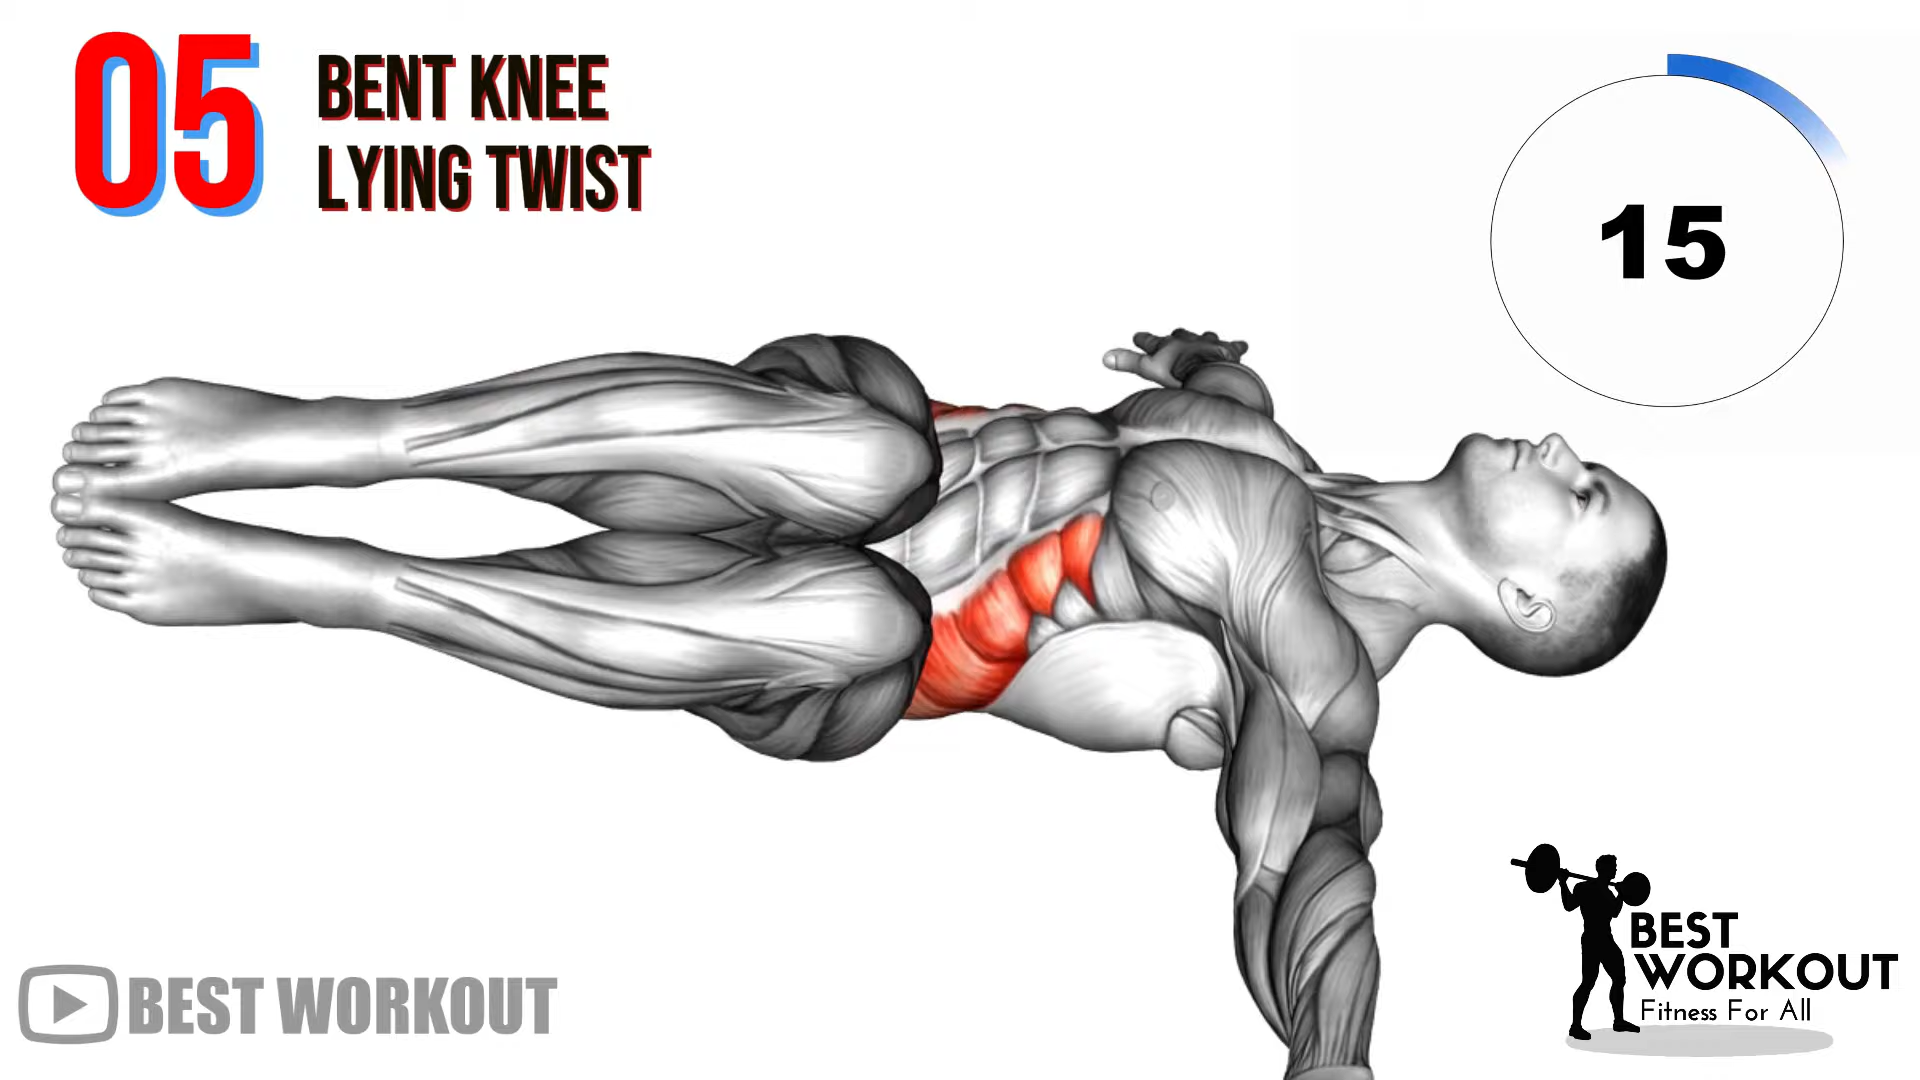 05
BENT KNEE
LYING TWIST
15
BEST WORKOUT
BEST
WORKOUT
Fitness For All